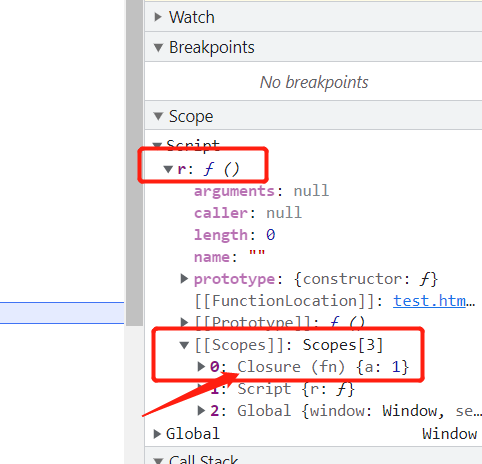 Watch
Breakpoints
No breakpoints
Scope
Script
r: ƒ ()
arguments: null
caller: null
length: 0
name: ""
prototype: {constructor: ƒ}
[[FunctionLocation]]: test.htm…
[[Prototype]]: ƒ ()
[[Scopes]]: Scopes[3]
0: Closure (fn) {a: 1}
1: Script {r: ƒ}
2: Global {window: Window, se…
Global Window
Call Stack